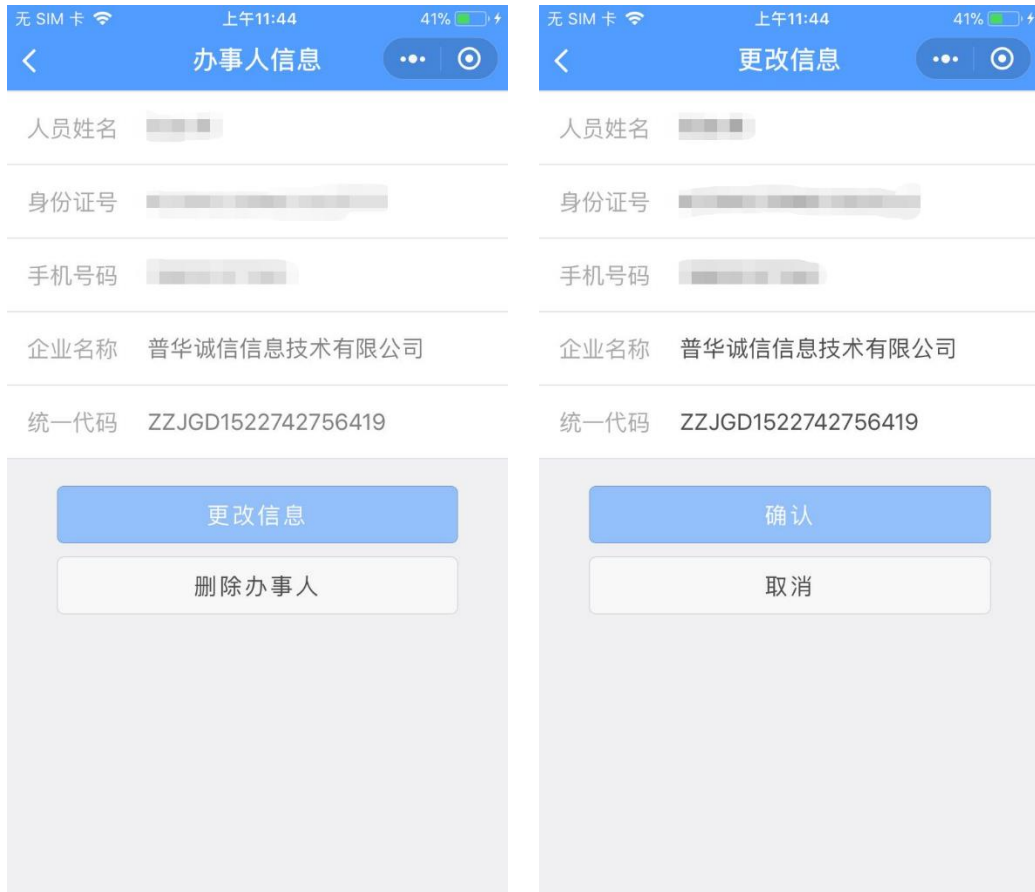 无 SIM 卡 上午11:44 41%
办事人信息
人员姓名
身份证号
手机号码
企业名称 普华诚信信息技术有限公司
统一代码 ZZJGD1522742756419
更改信息
删除办事人
无 SIM 卡 上午11:44 41%
更改信息
人员姓名
身份证号
手机号码
企业名称 普华诚信信息技术有限公司
统一代码 ZZJGD1522742756419
确认
取消